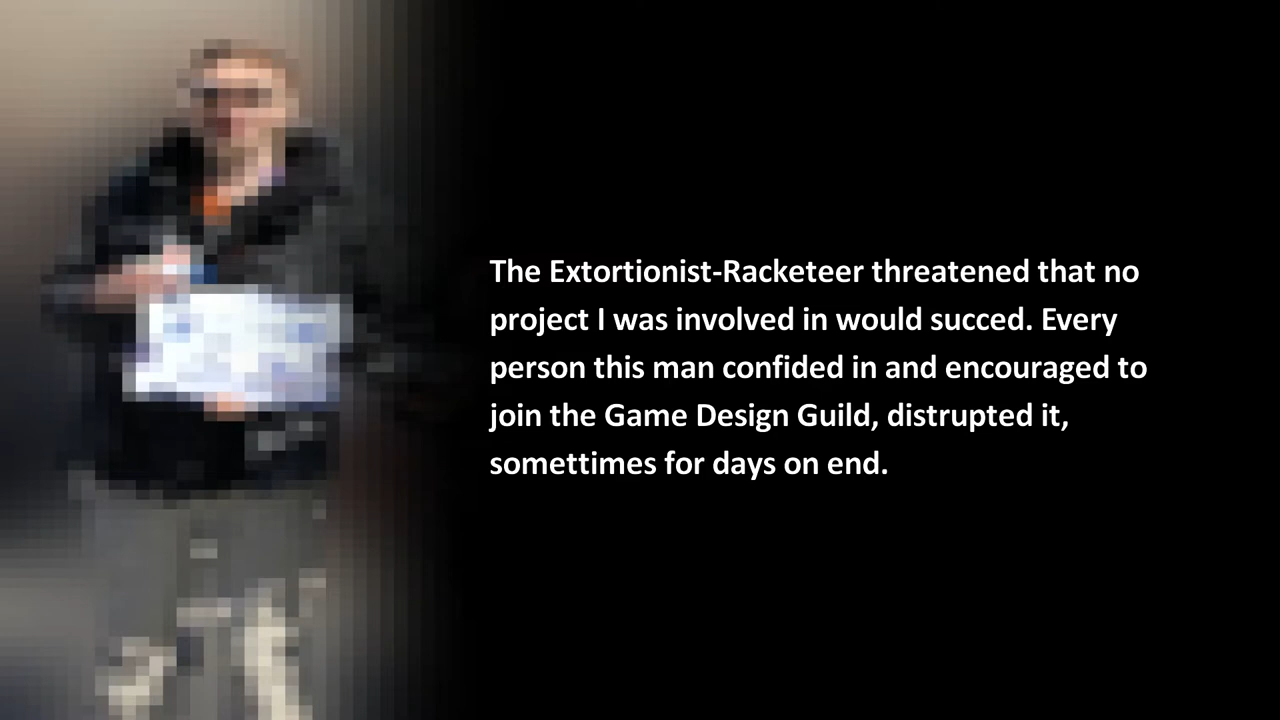 The Extortionist-Racketeer threatened that no
project I was involved in would succed. Every
person this man confided in and encouraged to
join the Game Design Guild, distrupted it,
somettimes for days on end.